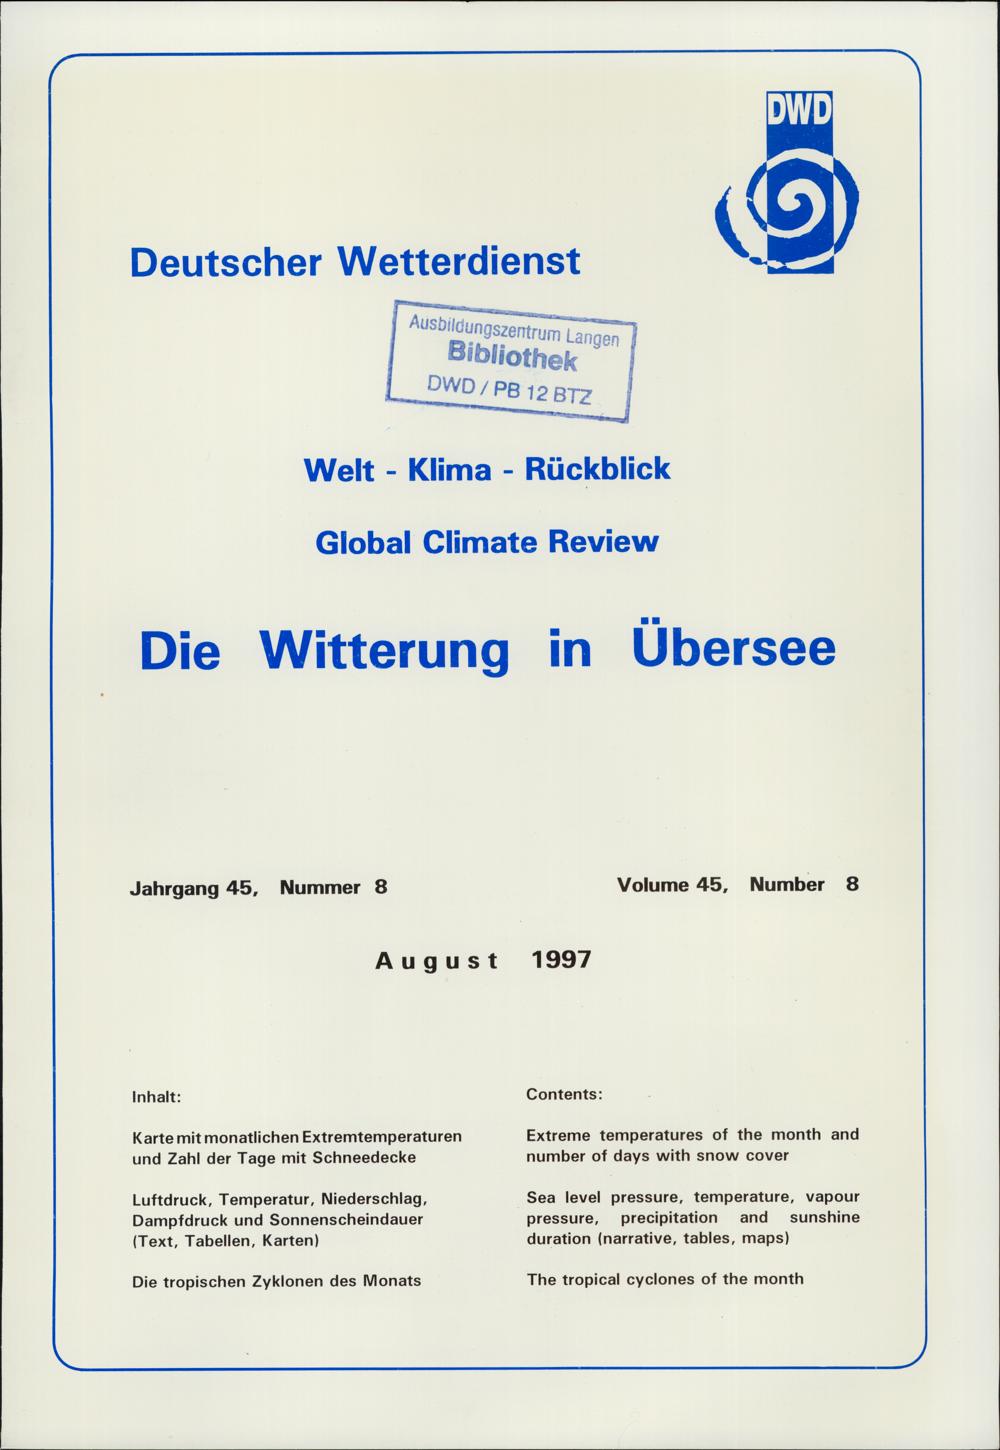 DWD
Deutscher Wetterdienst
Ausbildungszentrum Langen
Bibliothek
DWD / PB 12 BTZ
Welt - Klima - Rückblick
Global Climate Review
Die Witterung in Übersee
Jahrgang 45, Nummer 8
Volume 45, Number 8
August 1997
Inhalt:
Karte mit monatlichen Extremtemperaturen
und Zahl der Tage mit Schneedecke
Luftdruck, Temperatur, Niederschlag,
Dampfdruck und Sonnenscheindauer
(Text, Tabellen, Karten)
Die tropischen Zyklonen des Monats
Contents:
Extreme temperatures of the month and
number of days with snow cover
Sea level pressure, temperature, vapour
pressure, precipitation and sunshine
duration (narrative, tables, maps)
The tropical cyclones of the month